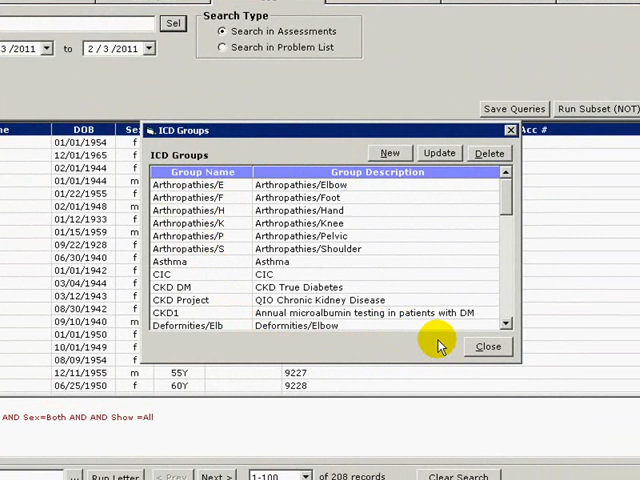 Sel
Search Type
Search in Assessments
3 /2011
to
2 / 3 /2011
Search in Problem List
Save Queries
Run Subset (NOT)
DOB
Acc #
01/01/1954
f
12/01/1965
f
02/01/1944
f
01/01/1944
m
01/22/1955
f
02/01/1948
m
01/12/1933
f
01/15/1959
m
09/22/1928
f
06/30/1940
f
01/01/1942
f
03/04/1943
f
03/12/1943
f
08/30/1942
f
09/10/1940
m
01/01/1950
f
10/01/1949
f
08/09/1954
f
12/11/1955
m
55Y
9227
06/25/1950
f
60Y
9228
ICD Groups
ICD Groups
New
Update
Delete
Group Name
Group Description
Arthropathies/E
Arthropathies/Elbow
Arthropathies/F
Arthropathies/Foot
Arthropathies/H
Arthropathies/Hand
Arthropathies/K
Arthropathies/Knee
Arthropathies/P
Arthropathies/Pelvic
Arthropathies/S
Arthropathies/Shoulder
Asthma
Asthma
CIC
CIC
CKD DM
CKD True Diabetes
CKD Project
QIO Chronic Kidney Disease
CKD1
Annual microalbumin testing in patients with DM
Deformities/Elb
Deformities/Elbow
Close
AND Sex=Both AND AND Show =All
...
Run Letter
< Prev
Next >
1-100
of 208 records
Clear Search